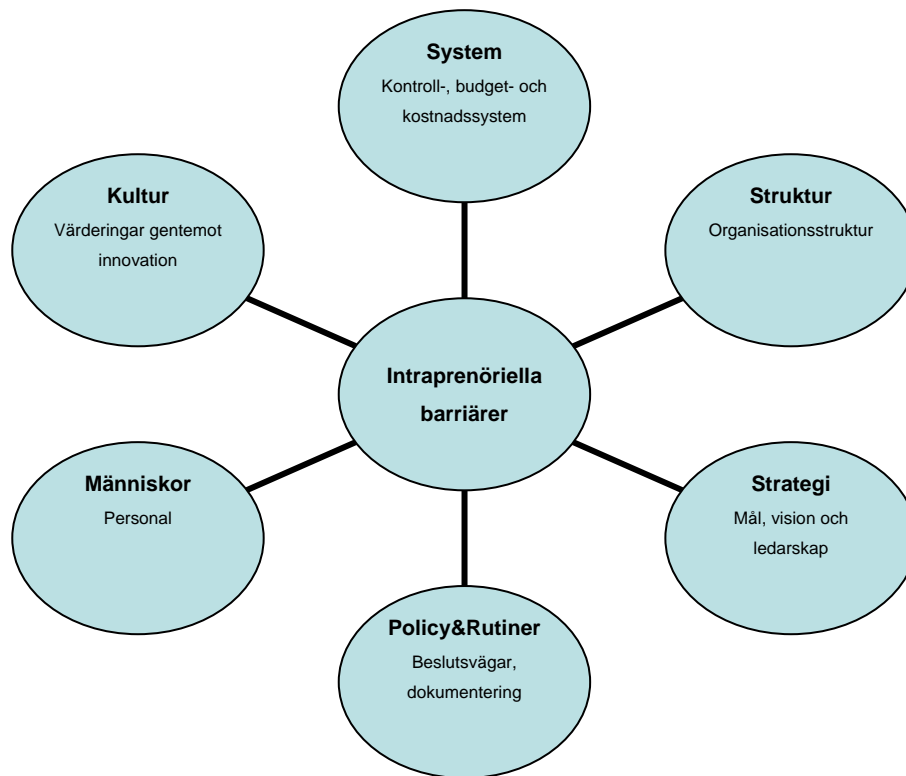 System
Kontroll-, budget- och
kostnadssystem
Kultur
Värderingar gentemot
innovation
Struktur
Organisationsstruktur
Intraprenöriella
barriärer
Människor
Personal
Strategi
Mål, vision och
ledarskap
Policy&Rutiner
Beslutsvägar,
dokumentering